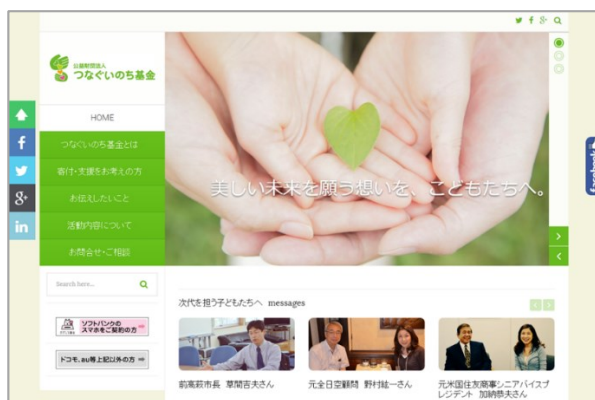 公益財団法人
つなぐいのち基金
HOME
つなぐいのち基金とは
寄付・支援をお考えの方
お伝えしたいこと
活動内容について
お問合せ・ご相談
Search here...
ソフトバンクの
スマホをご契約の方
ドコモ、au等上記以外の方
美しい未来を願う想いを、こどもたちへ。
次代を担う子どもたちへ messages
前高萩市長 草間吉夫さん
元全日空顧問 野村紘一さん
元米国住友商事シニアバイスプ
レジデント 加納恭夫さん
facebook